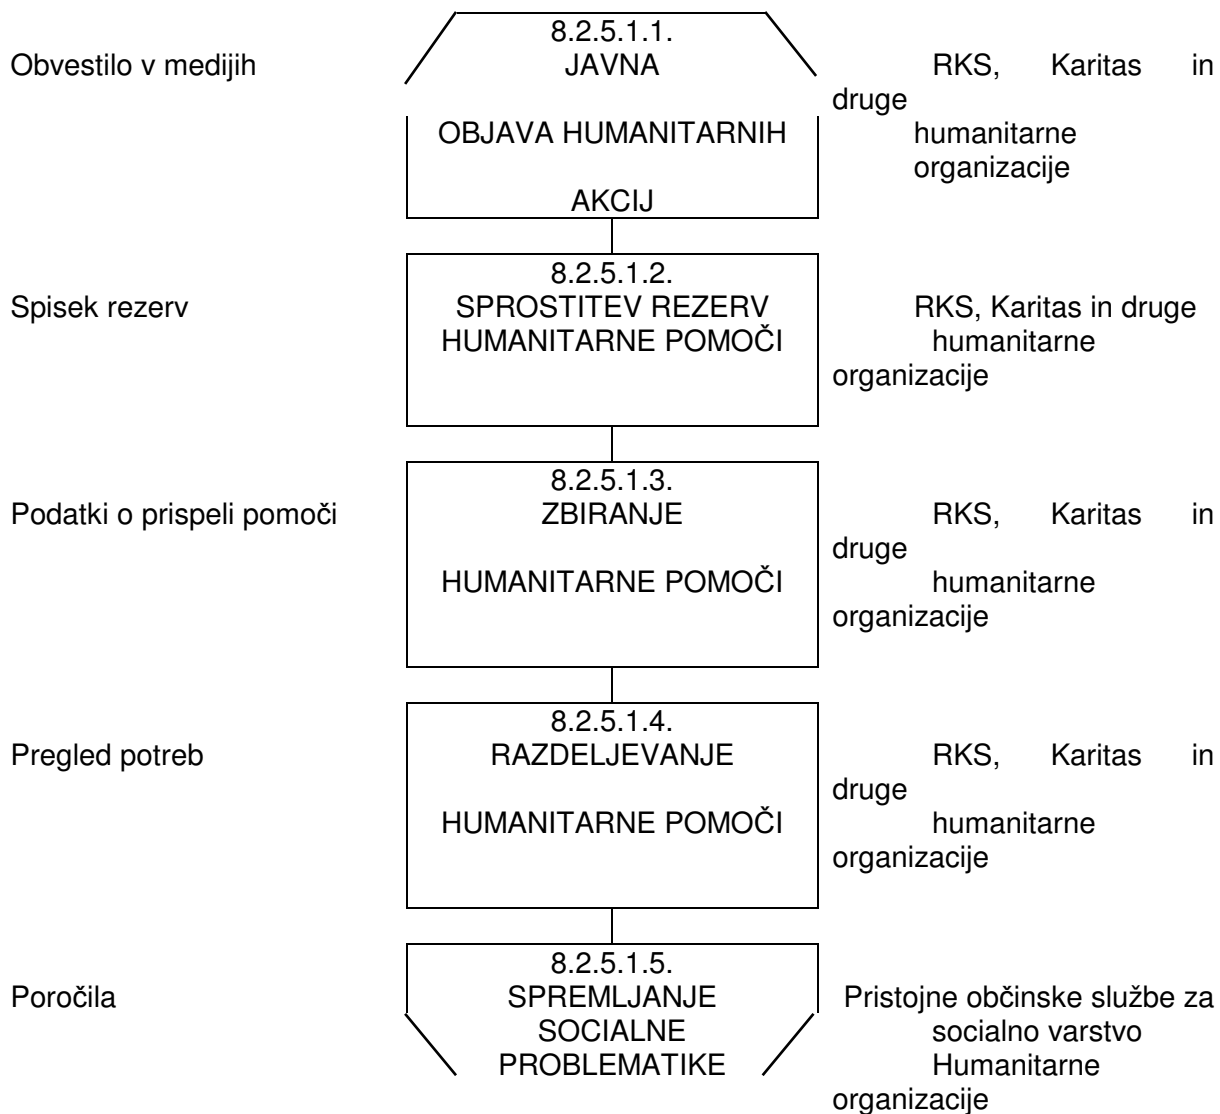 8.2.5.1.1.
Obvestilo v medijih JAVNA RKS, Karitas in
druge
OBJAVA HUMANITARNIH humanitarne
organizacije
AKCIJ
8.2.5.1.2.
Spisek rezerv SPROSTITEV REZERV RKS, Karitas in druge
HUMANITARNE POMOČI humanitarne
organizacije
8.2.5.1.3.
Podatki o prispeli pomoči ZBIRANJE RKS, Karitas in
druge
HUMANITARNE POMOČI humanitarne
organizacije
8.2.5.1.4.
Pregled potreb RAZDELJEVANJE RKS, Karitas in
druge
HUMANITARNE POMOČI humanitarne
organizacije
8.2.5.1.5.
Poročila SPREMLJANJE Pristojne občinske službe za
SOCIALNE socialno varstvo
PROBLEMATIKE Humanitarne
organizacije